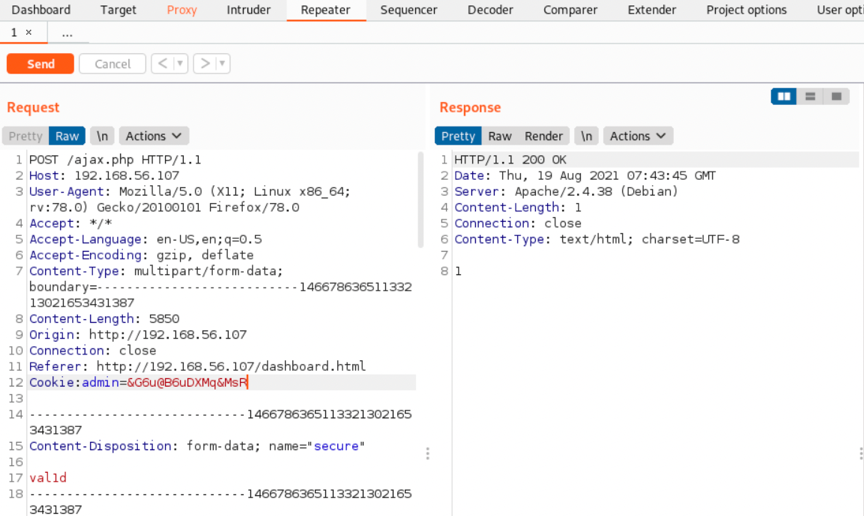 Dashboard Target Proxy Intruder Repeater Sequencer Decoder Comparer Extender Project options User opti
1 × ...
Send Cancel < >
Request
Pretty Raw \n Actions
1 POST /ajax.php HTTP/1.1
2 Host: 192.168.56.107
3 User-Agent: Mozilla/5.0 (X11; Linux x86_64;
rv:78.0) Gecko/20100101 Firefox/78.0
4 Accept: */*
5 Accept-Language: en-US,en;q=0.5
6 Accept-Encoding: gzip, deflate
7 Content-Type: multipart/form-data;
boundary=---------------------------146678636511332
13021653431387
8 Content-Length: 5850
9 Origin: http://192.168.56.107
10 Connection: close
11 Referer: http://192.168.56.107/dashboard.html
12 Cookie:admin=&G6u@B6uDXMq&MsR
13
14 -----------------------------1466786365113321302165
3431387
15 Content-Disposition: form-data; name="secure"
16
17 val1d
18 -----------------------------1466786365113321302165
3431387
Response
Pretty Raw Render \n Actions
1 HTTP/1.1 200 OK
2 Date: Thu, 19 Aug 2021 07:43:45 GMT
3 Server: Apache/2.4.38 (Debian)
4 Content-Length: 1
5 Connection: close
6 Content-Type: text/html; charset=UTF-8
7
8 1